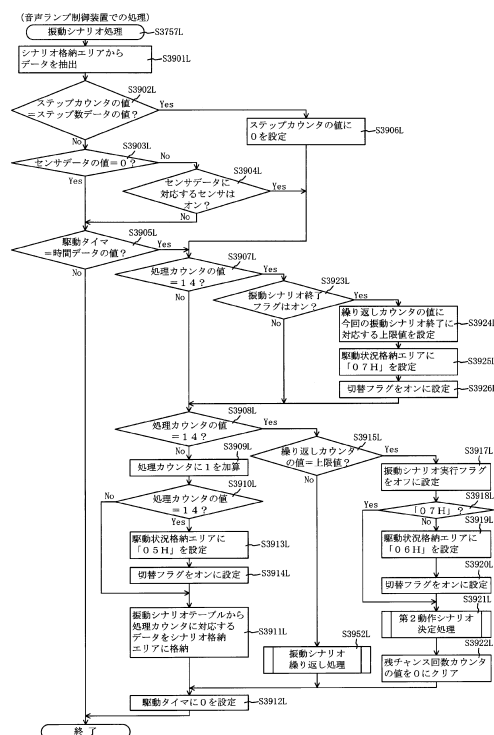 (音声ランプ制御装置での処理)
振動シナリオ処理
S3757L
シナリオ格納エリアから
データを抽出
S3901L
S3902L
ステップカウンタの値
＝ステップ数データの値？
Yes
No
ステップカウンタの値に
0を設定
S3906L
S3903L
センサデータの値＝0？
No
Yes
S3904L
センサデータに
対応するセンサは
オン？
Yes
No
S3905L
駆動タイマ
＝時間データの値？
Yes
No
S3907L
処理カウンタの値
＝14？
Yes
No
S3923L
振動シナリオ終了
フラグはオン？
Yes
No
繰り返しカウンタの値に
今回の振動シナリオ終了に
対応する上限値を設定
S3924L
駆動状況格納エリアに
「07H」を設定
S3925L
切替フラグをオンに設定
S3926L
S3908L
処理カウンタの値
＝14？
Yes
No
S3909L
処理カウンタに1を加算
S3910L
処理カウンタの値
＝14？
No
Yes
駆動状況格納エリアに
「05H」を設定
S3913L
切替フラグをオンに設定
S3914L
振動シナリオテーブルから
処理カウンタに対応する
データをシナリオ格納
エリアに格納
S3911L
S3915L
繰り返しカウンタ
の値＝上限値？
Yes
No
S3917L
振動シナリオ実行フラグ
をオフに設定
S3918L
「07H」？
Yes
No
S3919L
駆動状況格納エリアに
「06H」を設定
S3920L
切替フラグをオンに設定
S3921L
第2動作シナリオ
決定処理
S3922L
残チャンス回数カウンタ
の値を0にクリア
S3952L
振動シナリオ
繰り返し処理
駆動タイマに0を設定
S3912L
終了